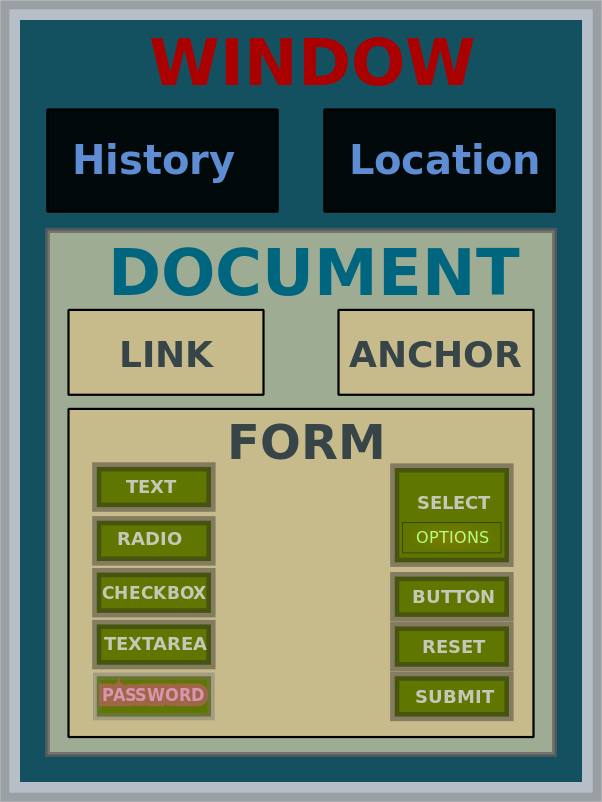 WINDOW
History
Location
DOCUMENT
LINK
ANCHOR
FORM
TEXT
RADIO
CHECKBOX
TEXTAREA
PASSWORD
SELECT
OPTIONS
BUTTON
RESET
SUBMIT